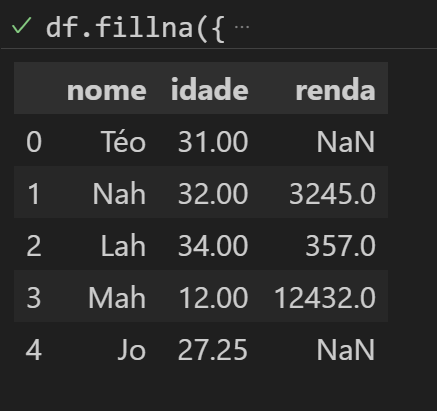 df.fillna({ ...
nome idade renda
0 Téo 31.00 NaN
1 Nah 32.00 3245.0
2 Lah 34.00 357.0
3 Mah 12.00 12432.0
4 Jo 27.25 NaN